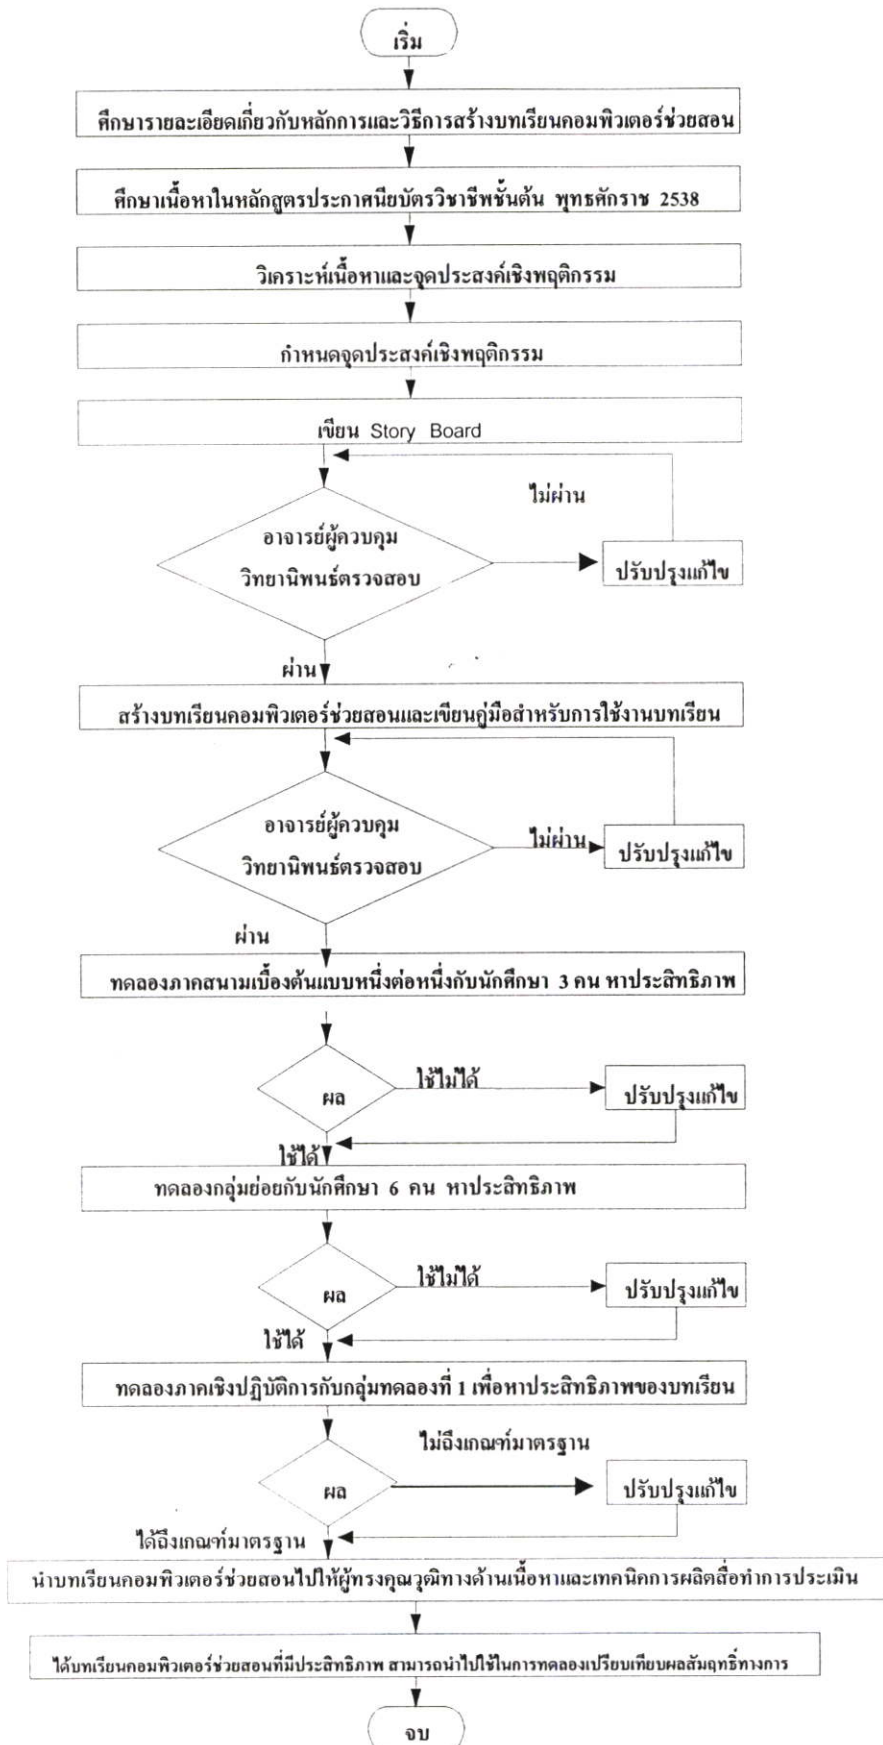 เริ่ม
ศึกษารายละเอียดเกี่ยวกับหลักการและวิธีการสร้างบทเรียนคอมพิวเตอร์ช่วยสอน
ศึกษาเนื้อหาในหลักสูตรประกาศนียบัตรวิชาชีพชั้นต้น พุทธศักราช 2538
วิเคราะห์เนื้อหาและจุดประสงค์เชิงพฤติกรรม
กำหนดจุดประสงค์เชิงพฤติกรรม
เขียน Story Board
ไม่ผ่าน
อาจารย์ผู้ควบคุม
วิทยานิพนธ์ตรวจสอบ
ปรับปรุงแก้ไข
ผ่าน
สร้างบทเรียนคอมพิวเตอร์ช่วยสอนและเขียนคู่มือสำหรับการใช้งานบทเรียน
อาจารย์ผู้ควบคุม
วิทยานิพนธ์ตรวจสอบ
ไม่ผ่าน
ปรับปรุงแก้ไข
ผ่าน
ทดลองภาคสนามเบื้องต้นแบบหนึ่งต่อหนึ่งกับนักศึกษา 3 คน หาประสิทธิภาพ
ผล
ใช้ไม่ได้
ปรับปรุงแก้ไข
ใช้ได้
ทดลองกลุ่มย่อยกับนักศึกษา 6 คน หาประสิทธิภาพ
ผล
ใช้ไม่ได้
ปรับปรุงแก้ไข
ใช้ได้
ทดลองภาคเชิงปฏิบัติการกับกลุ่มทดลองที่ 1 เพื่อหาประสิทธิภาพของบทเรียน
ไม่ถึงเกณฑ์มาตรฐาน
ผล
ปรับปรุงแก้ไข
ได้ถึงเกณฑ์มาตรฐาน
นำบทเรียนคอมพิวเตอร์ช่วยสอนไปให้ผู้ทรงคุณวุฒิทางด้านเนื้อหาและเทคนิคการผลิตสื่อทำการประเมิน
ได้บทเรียนคอมพิวเตอร์ช่วยสอนที่มีประสิทธิภาพ สามารถนำไปใช้ในการทดลองเปรียบเทียบผลสัมฤทธิ์ทางการ
จบ